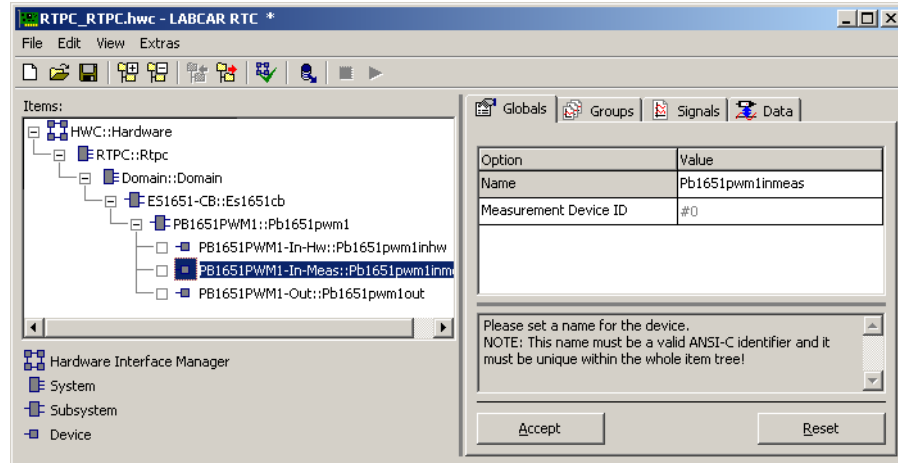 RTPC_RTPC.hwc - LABCAR RTC *
File Edit View Extras
Items:
HWC::Hardware
RTPC::Rtpc
Domain::Domain
ES1651-CB::Es1651cb
PB1651PWM1::Pb1651pwm1
PB1651PWM1-In-Hw::Pb1651pwm1inhw
PB1651PWM1-In-Meas::Pb1651pwm1inm
PB1651PWM1-Out::Pb1651pwm1out
Hardware Interface Manager
System
Subsystem
Device
Globals Groups Signals Data
Option Value
Name Pb1651pwm1inmeas
Measurement Device ID #0
Please set a name for the device.
NOTE: This name must be a valid ANSI-C identifier and it
must be unique within the whole item tree!
Accept Reset